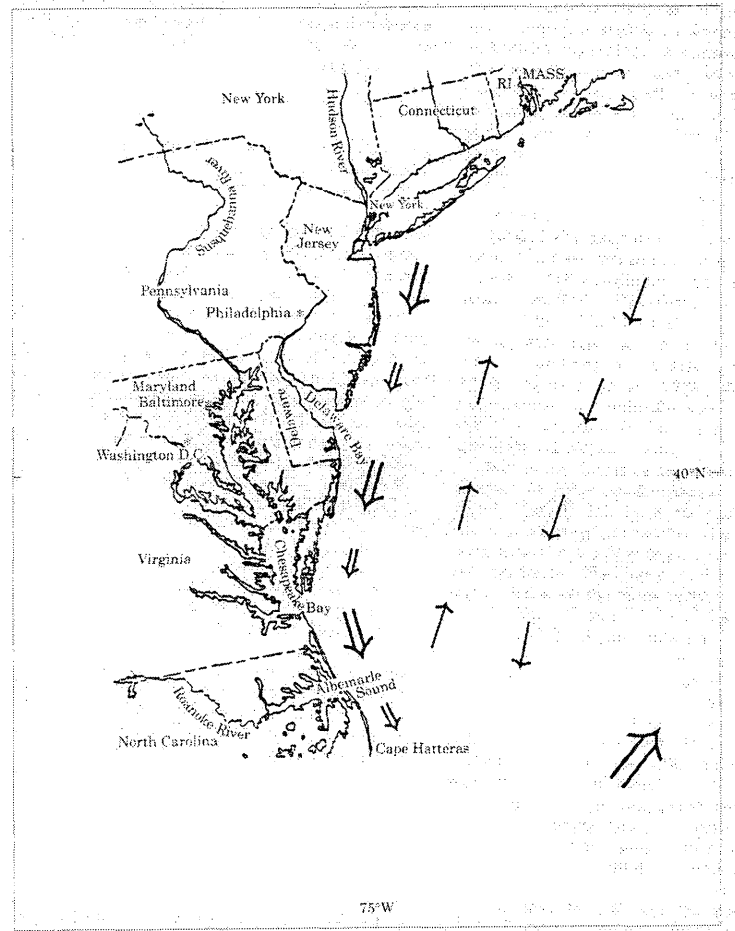 RI
MASS
New York
Connecticut
Hudson River
Susquehanna River
New York
New
Jersey
Pennsylvania
Philadelphia *
Maryland
Baltimore
Delaware
Delaware Bay
Washington D.C.
40°N
Virginia
Chesapeake Bay
Albemarle
Sound
Roanoke River
North Carolina
Cape Hatteras
75°W